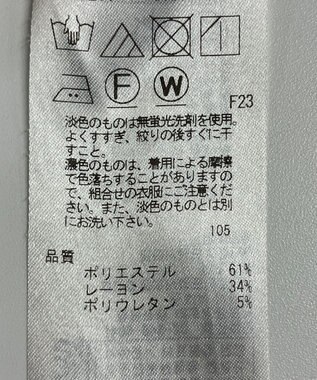 F W
F23
淡色のものは無蛍光洗剤を使用。
よくすすぎ、絞りの後すぐに干
すこと。
濃色のものは、着用による摩擦
で色落ちすることがありますの
で、組合せの衣服にご注意くだ
さい。また、淡色のものとは別
にお洗い下さい。
105
品質
ポリエステル 61%
レーヨン 34%
ポリウレタン 5%